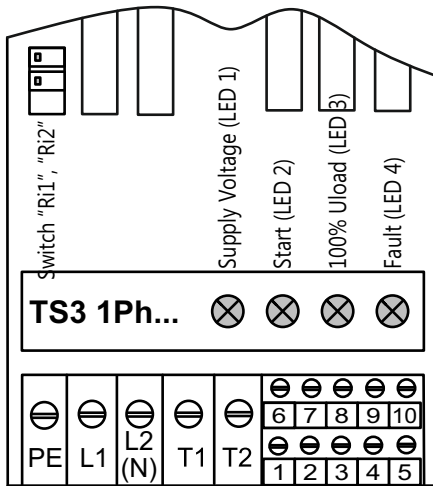 Switch "Ri1", "Ri2"
Supply Voltage (LED 1)
Start (LED 2)
100% Uload (LED 3)
Fault (LED 4)
TS3 1Ph...
6 7 8 9 10
PE L1 L2 (N) T1 T2
1 2 3 4 5